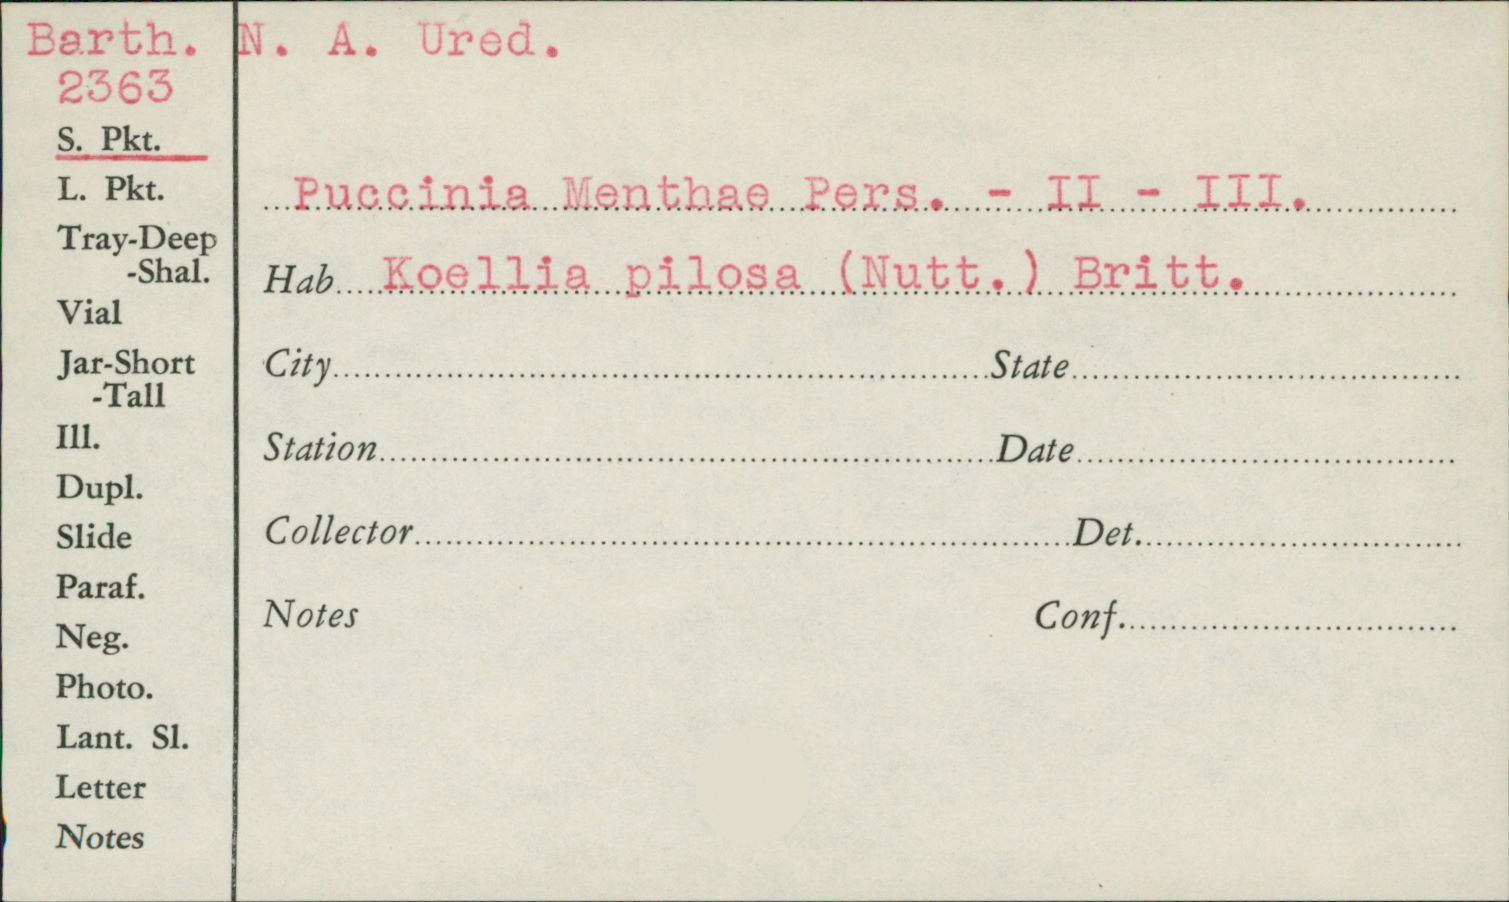 Barth. N. A. Ured.
2363
S. Pkt.
L. Pkt.
Tray-Deep
-Shal.
Vial
Jar-Short
-Tall
Ill.
Dupl.
Slide
Paraf.
Neg.
Photo.
Lant. Sl.
Letter
Notes
Puccinia Menthae Pers. - II - III.
Hab. Koellia pilosa (Nutt.) Britt.
City State
Station Date
Collector Det.
Notes Conf.